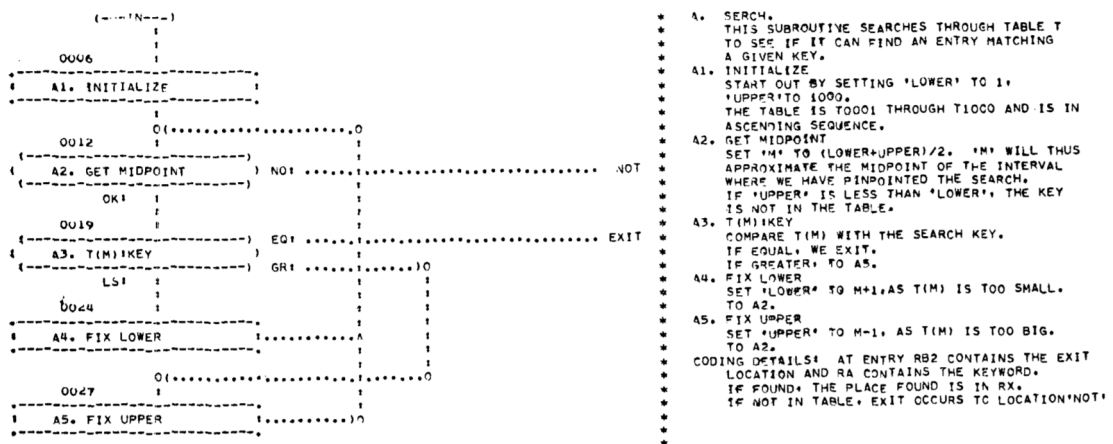 (---IN---)
0006
A1. INITIALIZE
0012
A2. GET MIDPOINT NO: NOT
OK:
0019
A3. T(M):KEY EQ: EXIT
GR:
LS:
0024
A4. FIX LOWER
0027
A5. FIX UPPER
A. SERCH.
THIS SUBROUTINE SEARCHES THROUGH TABLE T
TO SEE IF IT CAN FIND AN ENTRY MATCHING
A GIVEN KEY.
A1. INITIALIZE
START OUT BY SETTING 'LOWER' TO 1,
'UPPER'TO 1000.
THE TABLE IS T0001 THROUGH T1000 AND IS IN
ASCENDING SEQUENCE.
A2. GET MIDPOINT
SET 'M' TO (LOWER+UPPER)/2. 'M' WILL THUS
APPROXIMATE THE MIDPOINT OF THE INTERVAL
WHERE WE HAVE PINPOINTED THE SEARCH.
IF 'UPPER' IS LESS THAN 'LOWER', THE KEY
IS NOT IN THE TABLE.
A3. T(M):KEY
COMPARE T(M) WITH THE SEARCH KEY.
IF EQUAL, WE EXIT.
IF GREATER, TO A5.
A4. FIX LOWER
SET 'LOWER' TO M+1,AS T(M) IS TOO SMALL.
TO A2.
A5. FIX UPPER
SET 'UPPER' TO M-1, AS T(M) IS TOO BIG.
TO A2.
CODING DETAILS: AT ENTRY RB2 CONTAINS THE EXIT
LOCATION AND RA CONTAINS THE KEYWORD.
IF FOUND, THE PLACE FOUND IS IN RX.
IF NOT IN TABLE, EXIT OCCURS TO LOCATION'NOT'